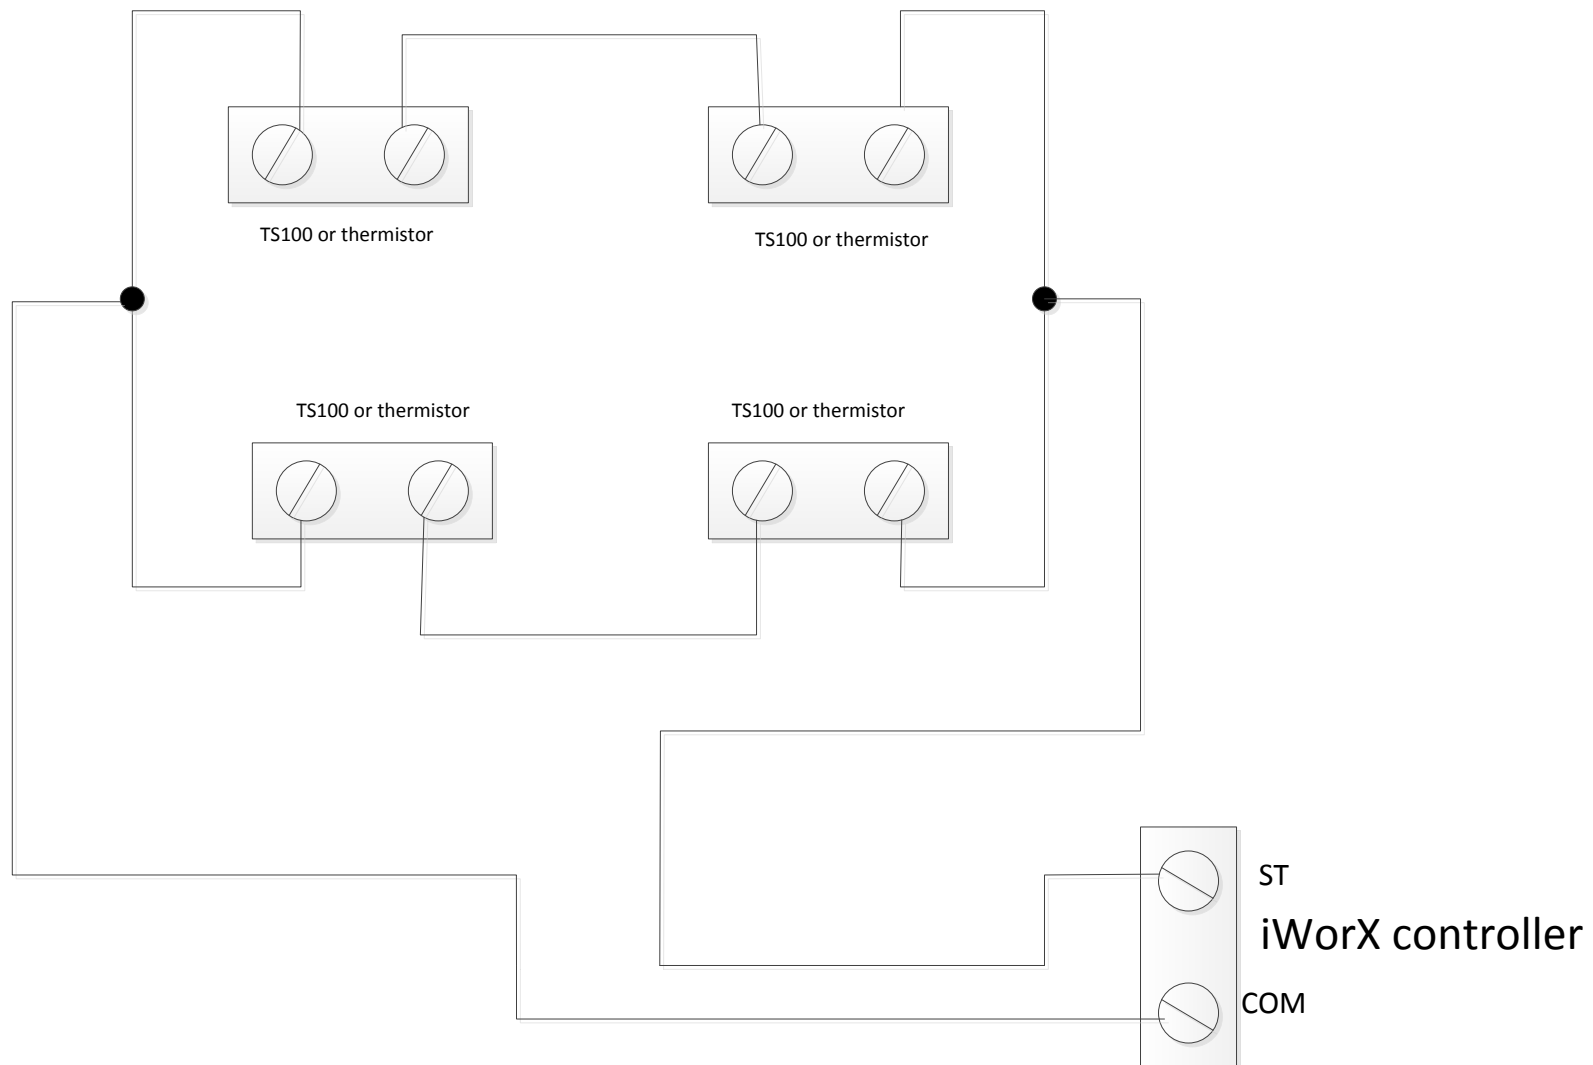 TS100 or thermistor
TS100 or thermistor
TS100 or thermistor
TS100 or thermistor
ST
iWorX controller
COM